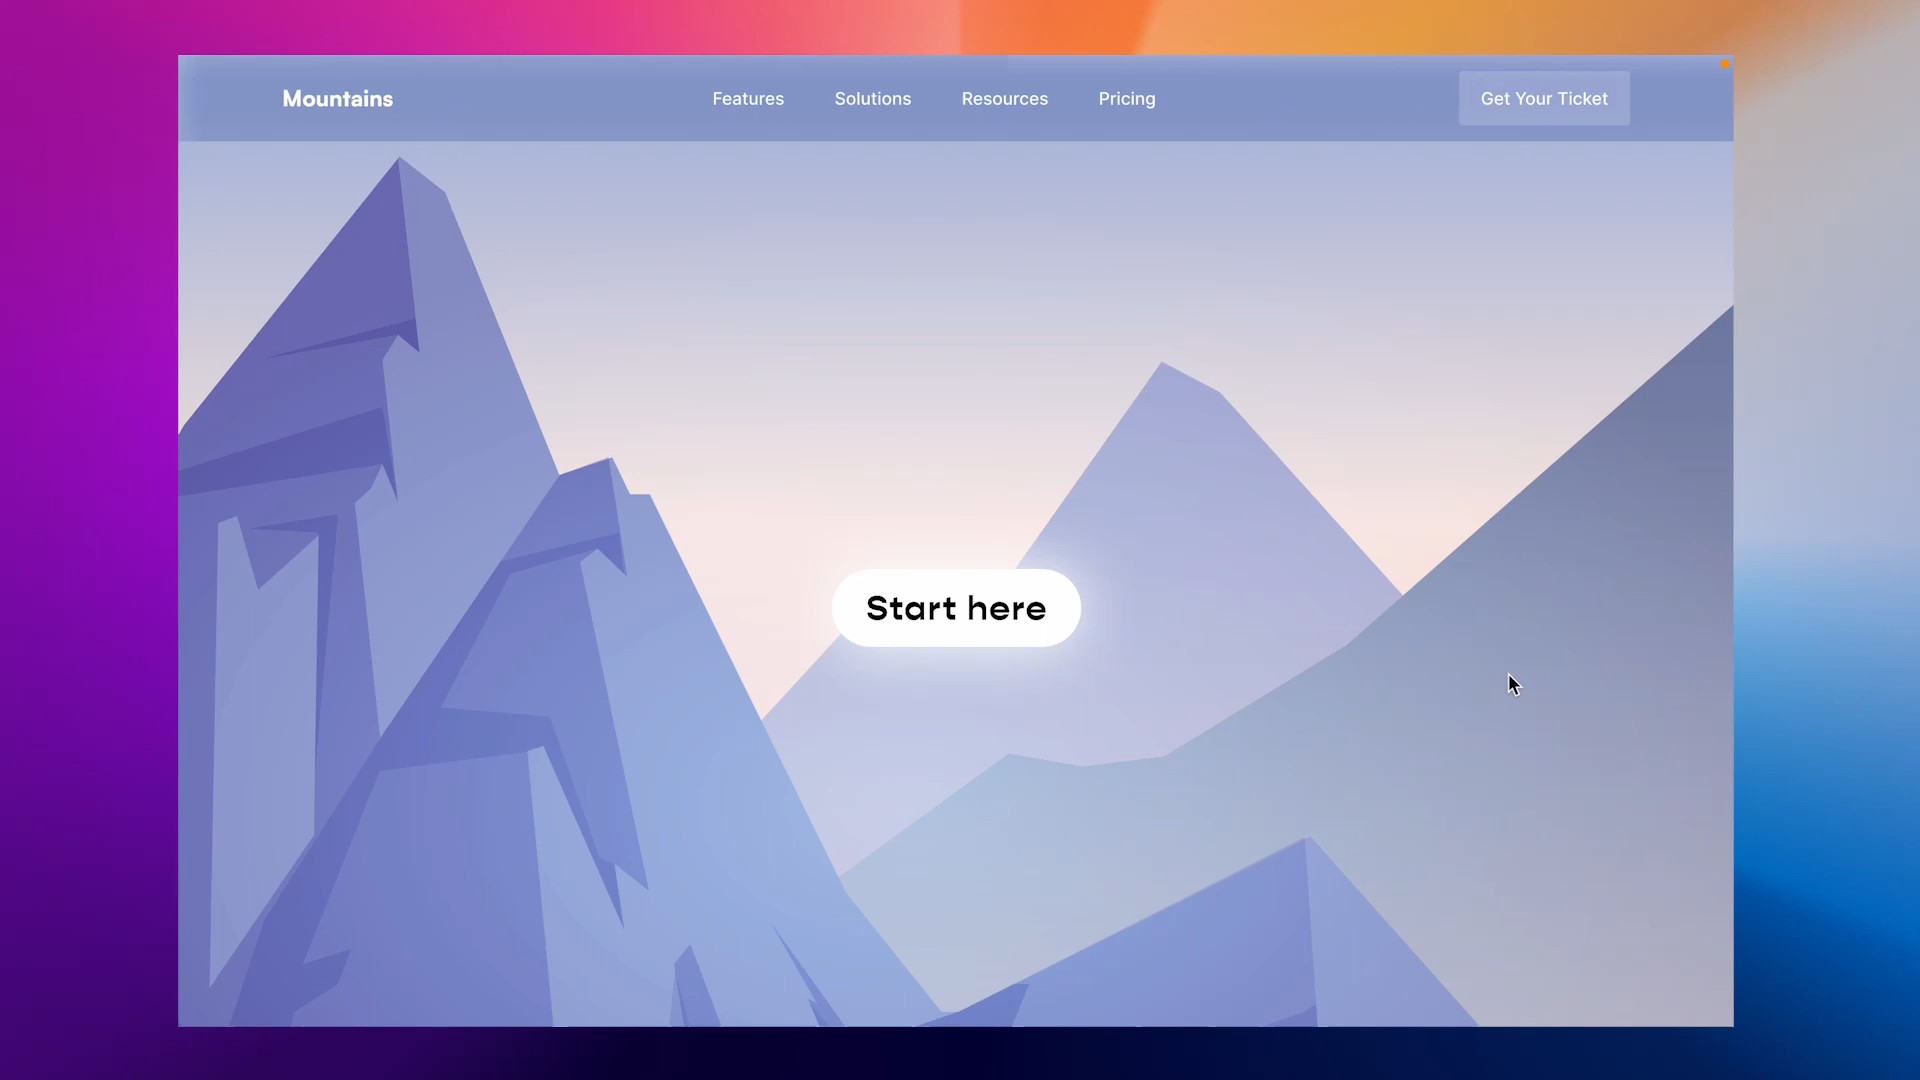 Mountains
Features
Solutions
Resources
Pricing
Get Your Ticket
Start here